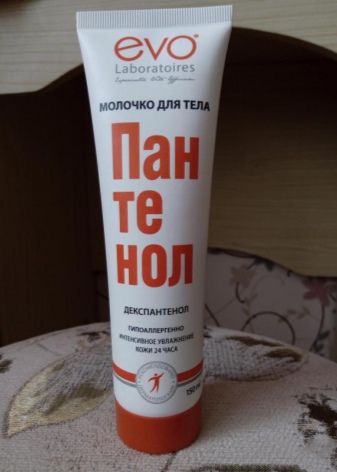 evo
Laboratoires
МОЛОЧКО ДЛЯ ТЕЛА
Пан
те
нол
ДЕКСПАНТЕНОЛ
ГИПОАЛЛЕРГЕННО
ИНТЕНСИВНОЕ УВЛАЖНЕНИЕ
КОЖИ 24 ЧАСА
150 мл